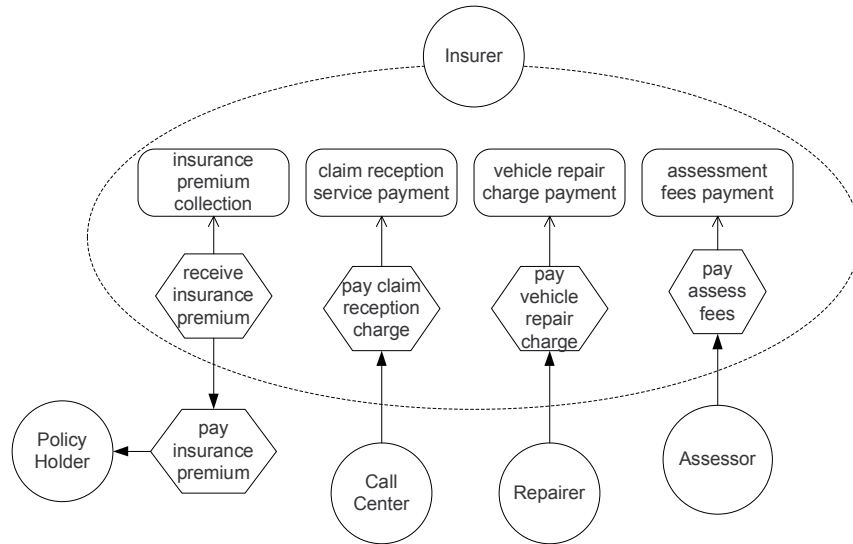 Insurer
insurance
premium
collection
claim reception
service payment
vehicle repair
charge payment
assessment
fees payment
receive
insurance
premium
pay claim
reception
charge
pay
vehicle
repair
charge
pay
assess
fees
Policy
Holder
pay
insurance
premium
Call
Center
Repairer
Assessor